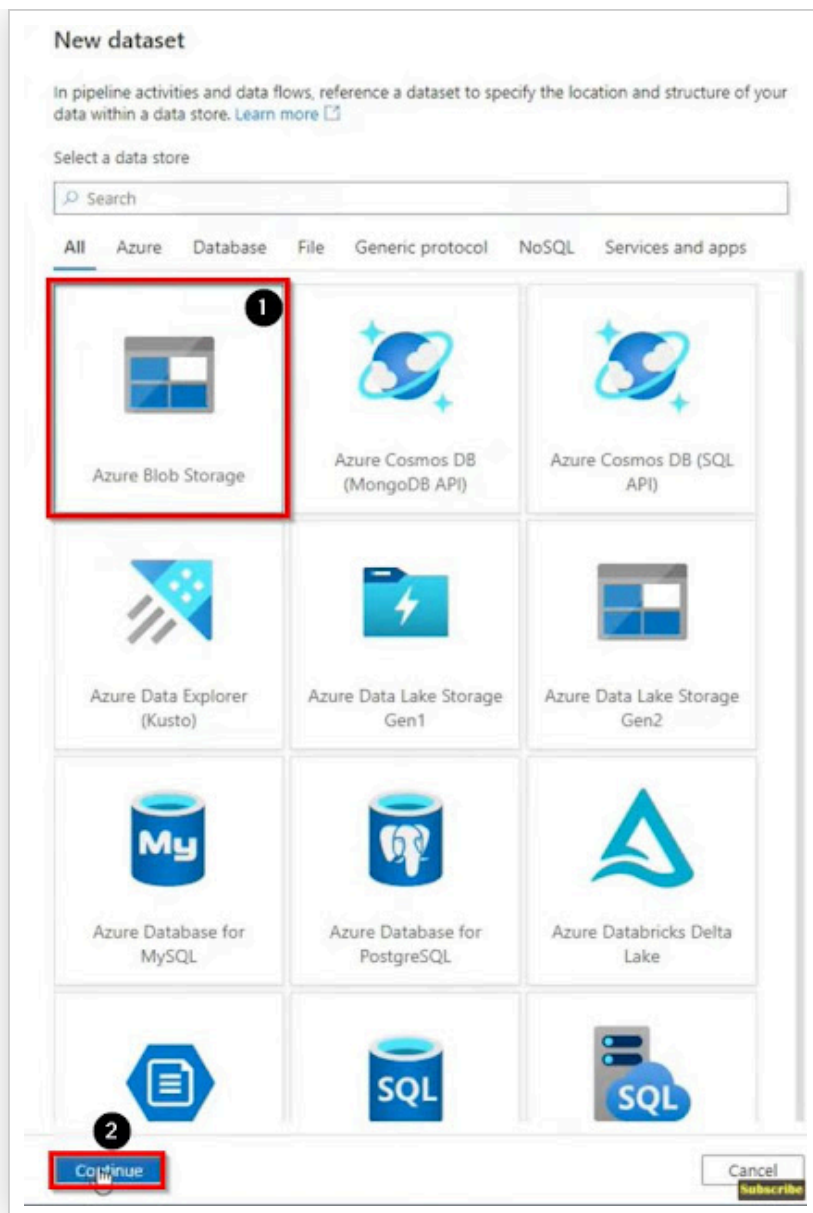 New dataset
In pipeline activities and data flows, reference a dataset to specify the location and structure of your
data within a data store. Learn more
Select a data store
Search
All Azure Database File Generic protocol NoSQL Services and apps
1
Azure Blob Storage
Azure Cosmos DB
(MongoDB API)
Azure Cosmos DB (SQL
API)
Azure Data Explorer
(Kusto)
Azure Data Lake Storage
Gen1
Azure Data Lake Storage
Gen2
My
Azure Database for
MySQL
Azure Database for
PostgreSQL
Azure Databricks Delta
Lake
SQL
SQL
2
Continue
Cancel
Subscribe